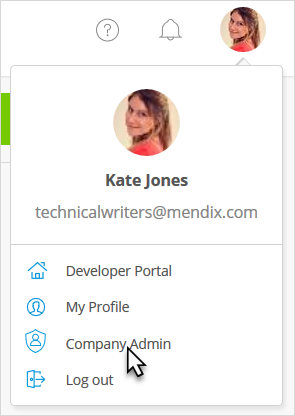 Kate Jones
technicalwriters@mendix.com
Developer Portal
My Profile
Company Admin
Log out